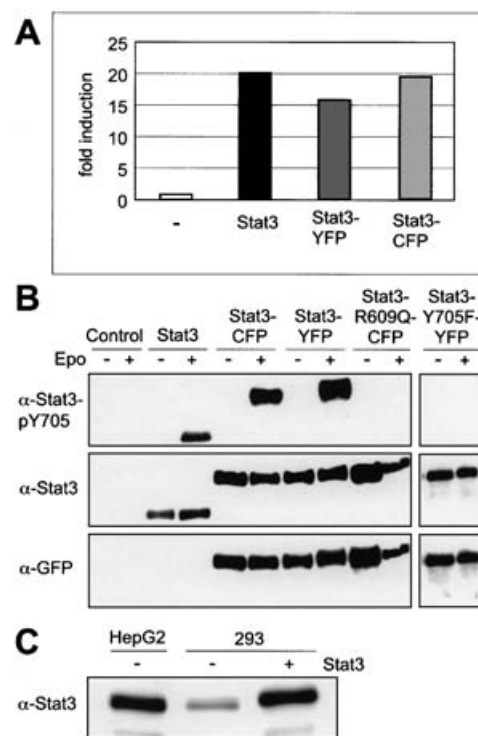 A
25
20
15
10
5
0
fold induction
- Stat3 Stat3-YFP Stat3-CFP
B
Control Stat3 Stat3-CFP Stat3-YFP Stat3-R609Q-CFP Stat3-Y705F-YFP
Epo - + - + - + - + - + - +
α-Stat3-pY705
α-Stat3
α-GFP
C
HepG2 293
- - + Stat3
α-Stat3